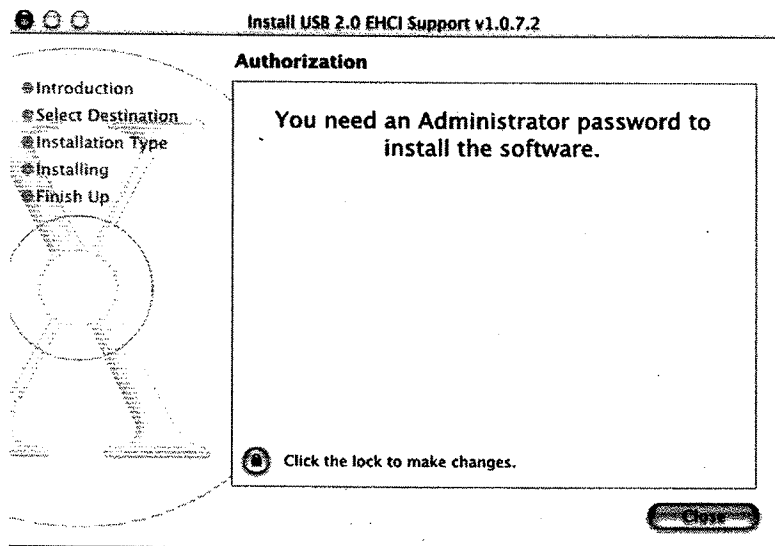 Install USB 2.0 EHCI Support v1.0.7.2
Authorization
Introduction
Select Destination
Installation Type
Installing
Finish Up
You need an Administrator password to
install the software.
Click the lock to make changes.
Close